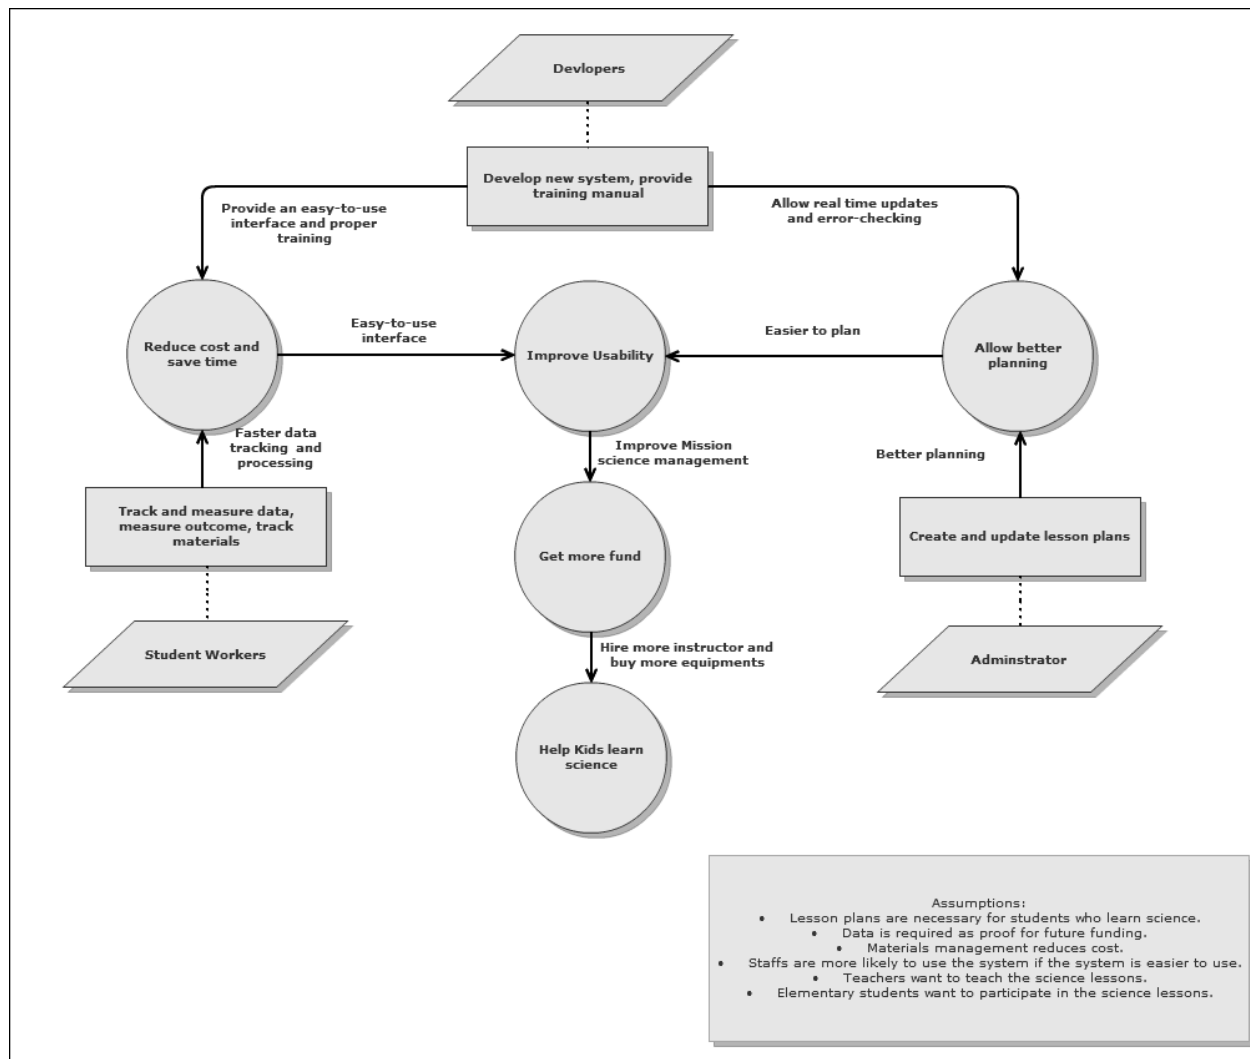 Devlopers
Develop new system, provide
training manual
Provide an easy-to-use
interface and proper
training
Allow real time updates
and error-checking
Reduce cost and
save time
Easy-to-use
interface
Improve Usability
Easier to plan
Allow better
planning
Faster data
tracking and
processing
Improve Mission
science management
Better planning
Track and measure data,
measure outcome, track
materials
Get more fund
Create and update lesson plans
Student Workers
Hire more instructor and
buy more equipments
Adminstrator
Help Kids learn
science
Assumptions:
• Lesson plans are necessary for students who learn science.
• Data is required as proof for future funding.
• Materials management reduces cost.
• Staffs are more likely to use the system if the system is easier to use.
• Teachers want to teach the science lessons.
• Elementary students want to participate in the science lessons.